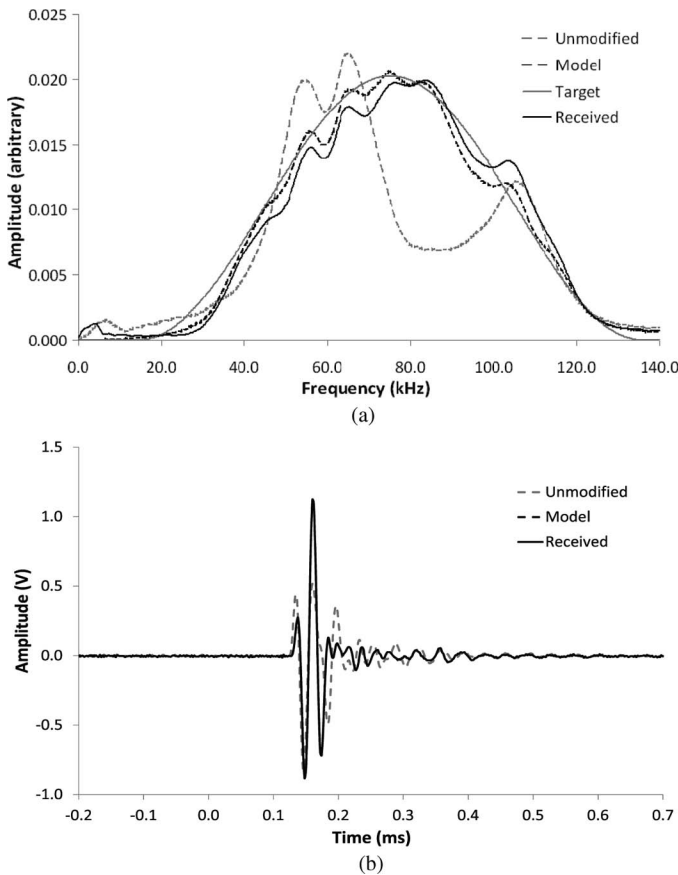 0.025
0.020
0.015
0.010
0.005
0.000
Amplitude (arbitrary)
Unmodified
Model
Target
Received
0.0 20.0 40.0 60.0 80.0 100.0 120.0 140.0
Frequency (kHz)
(a)
1.5
1.0
0.5
0.0
-0.5
-1.0
Amplitude (V)
Unmodified
Model
Received
-0.2 -0.1 0.0 0.1 0.2 0.3 0.4 0.5 0.6 0.7
Time (ms)
(b)